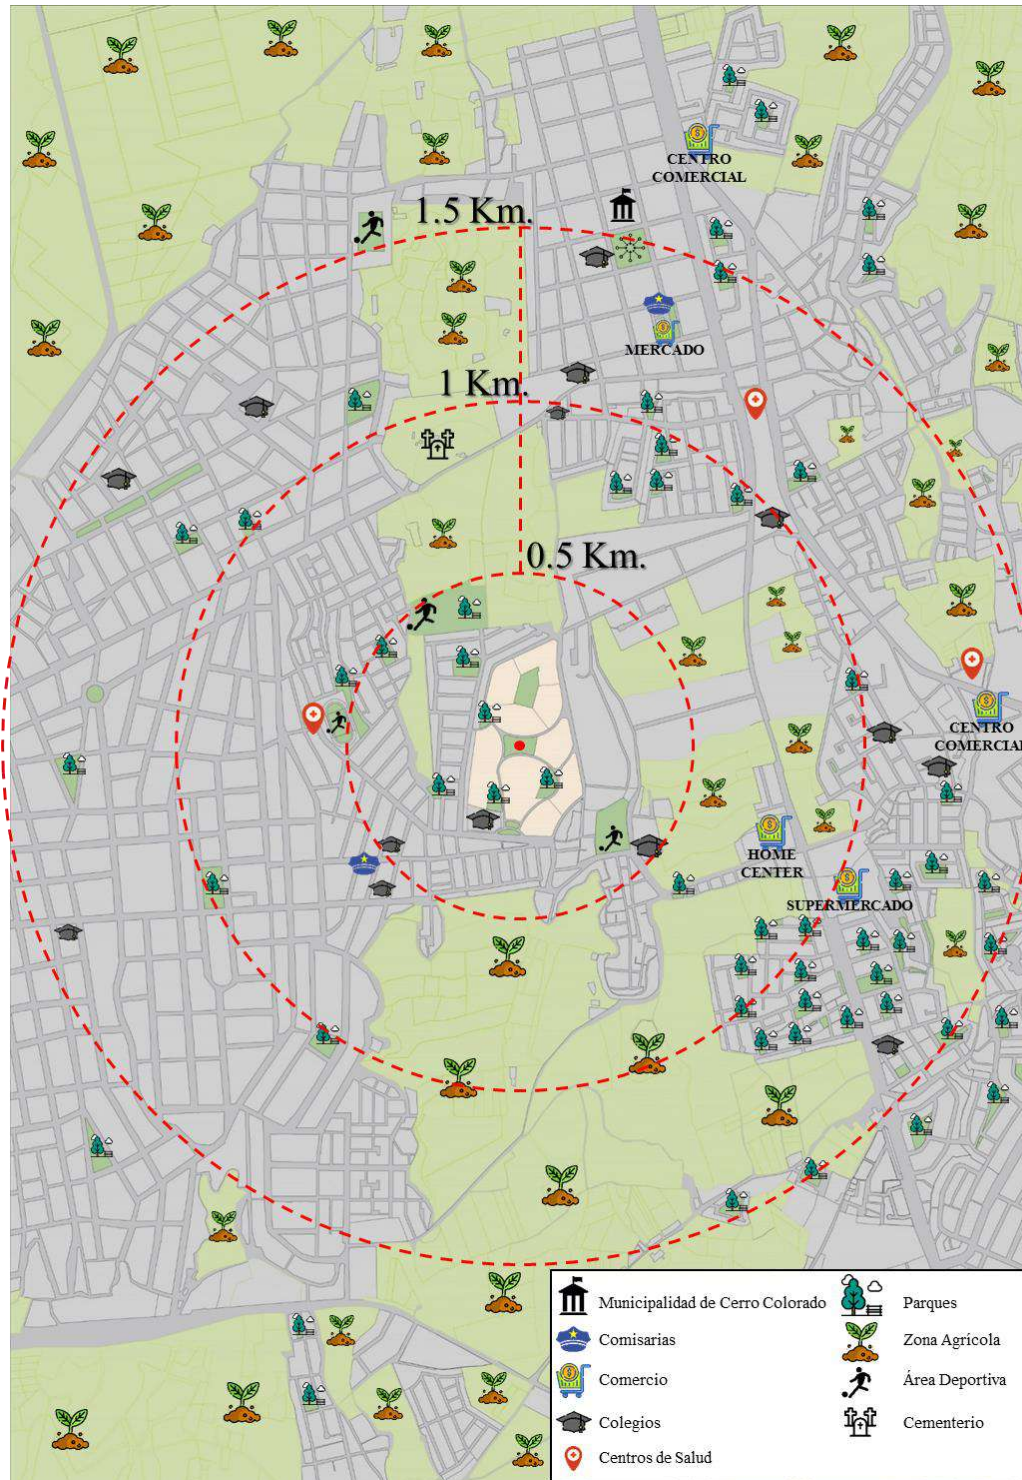 CENTRO
COMERCIAL
1.5 Km.
MERCADO
1 Km.
0.5 Km.
CENTRO
COMERCIAL
HOME
CENTER
SUPERMERCADO
Municipalidad de Cerro Colorado
Parques
Comisarias
Zona Agrícola
Comercio
Área Deportiva
Colegios
Cementerio
Centros de Salud